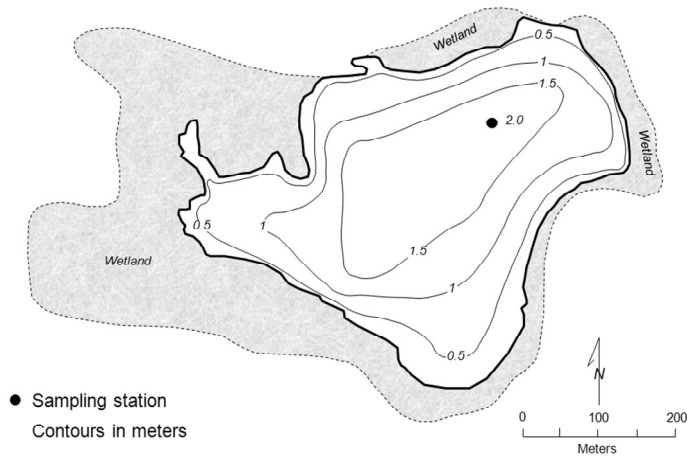 Wetland
0.5
1
1.5
2.0
Wetland
0.5
1
1.5
Wetland
1
0.5
N
Sampling station
Contours in meters
0 100 200
Meters